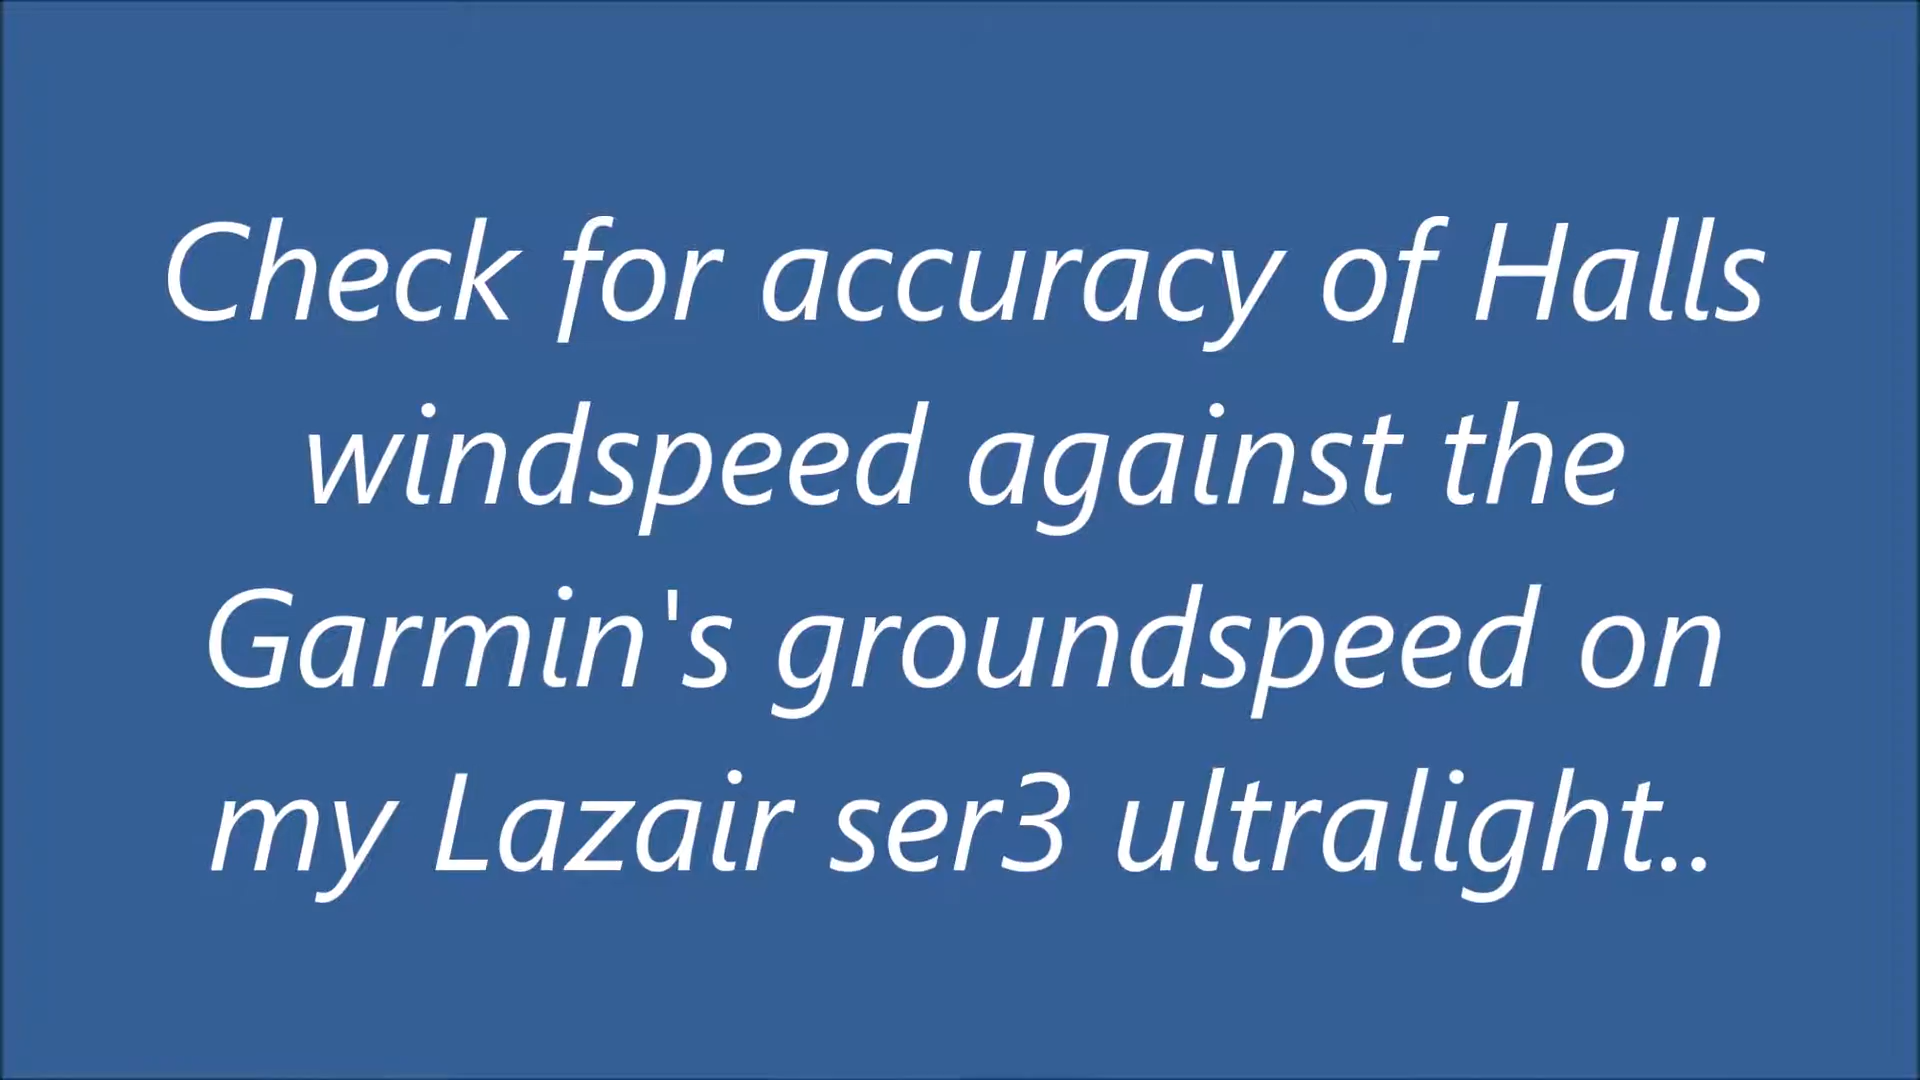 Check for accuracy of Halls
windspeed against the
Garmin's groundspeed on
my Lazair ser3 ultralight..